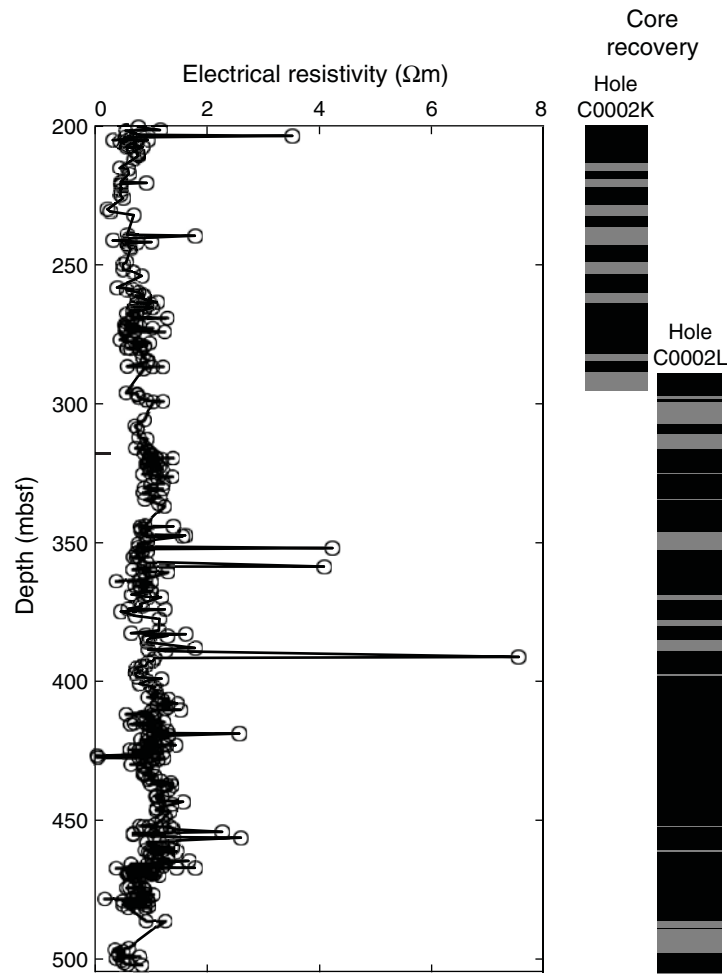 Core
recovery
Electrical resistivity (Ωm)
Hole
C0002K
0 2 4 6 8
200
250
Hole
C0002L
300
350
400
450
500
Depth (mbsf)